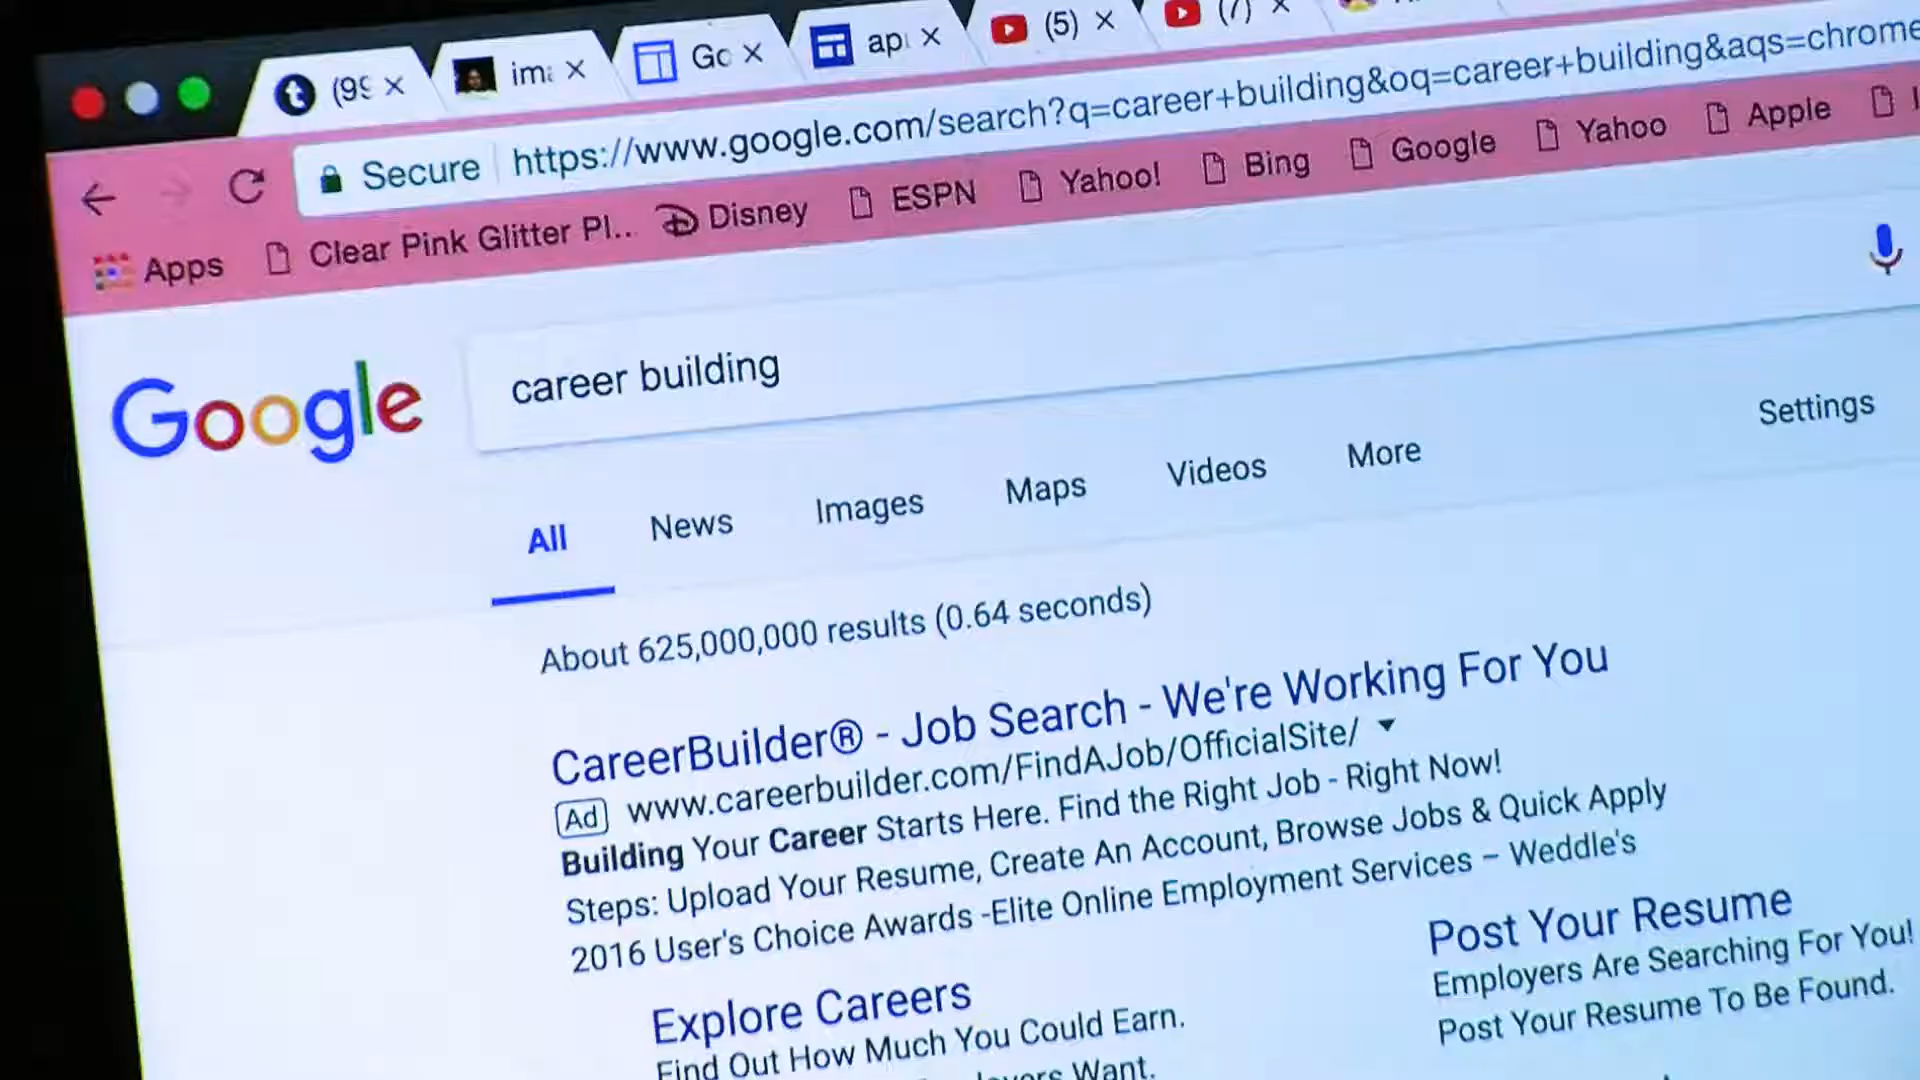 (99
ima
Go
api
(5)
(7)
Secure https://www.google.com/search?q=career+building&oq=career+building&aqs=chrome
Apps Clear Pink Glitter Pl... Disney ESPN Yahoo! Bing Google Yahoo Apple
Google
career building
All News Images Maps Videos More Settings
About 625,000,000 results (0.64 seconds)
CareerBuilder® - Job Search - We're Working For You
Ad www.careerbuilder.com/FindAJob/OfficialSite/
Building Your Career Starts Here. Find the Right Job - Right Now!
Steps: Upload Your Resume, Create An Account, Browse Jobs & Quick Apply
2016 User's Choice Awards -Elite Online Employment Services – Weddle's
Explore Careers
Find Out How Much You Could Earn.
Want.
Post Your Resume
Employers Are Searching For You!
Post Your Resume To Be Found.